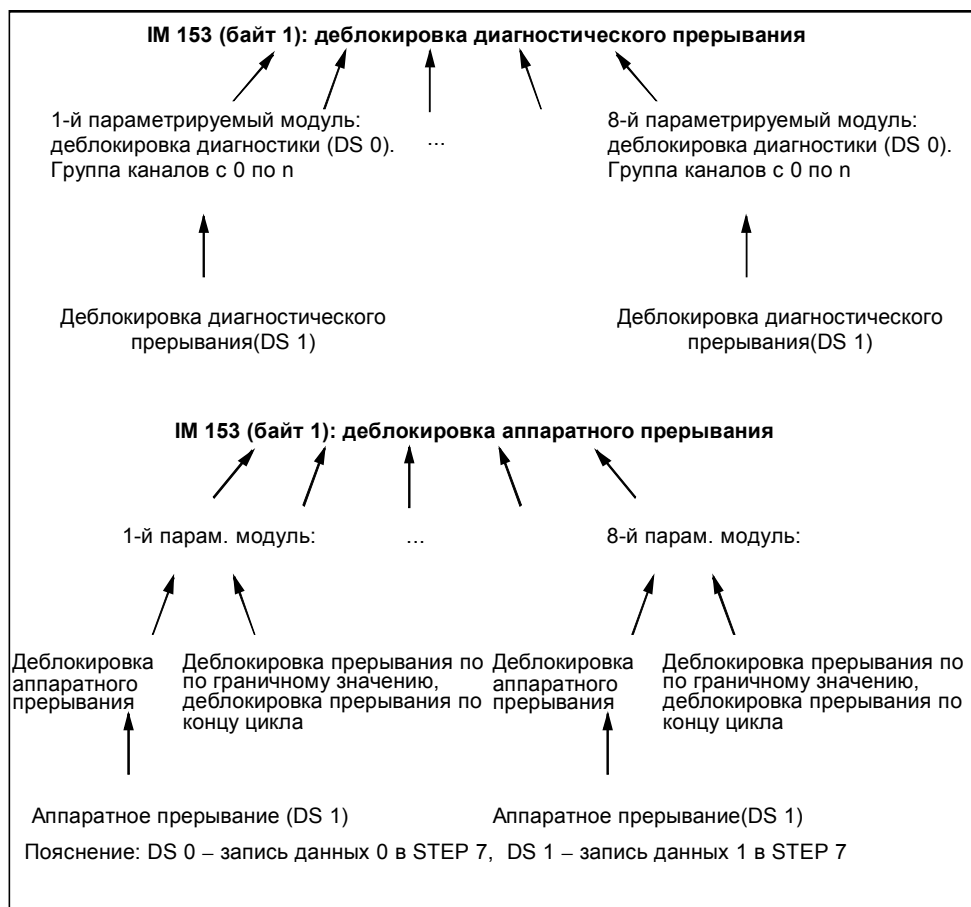 IM 153 (байт 1): деблокировка диагностического прерывания
1-й параметрируемый модуль:
деблокировка диагностики (DS 0).
Группа каналов с 0 по n
...
8-й параметрируемый модуль:
деблокировка диагностики (DS 0).
Группа каналов с 0 по n
Деблокировка диагностического
прерывания(DS 1)
Деблокировка диагностического
прерывания(DS 1)
IM 153 (байт 1): деблокировка аппаратного прерывания
1-й парам. модуль:
...
8-й парам. модуль:
Деблокировка
аппаратного
прерывания
Деблокировка прерывания по
по граничному значению,
деблокировка прерывания по
концу цикла
Деблокировка
аппаратного
прерывания
Деблокировка прерывания по
по граничному значению,
деблокировка прерывания по
концу цикла
Аппаратное прерывание (DS 1)
Аппаратное прерывание(DS 1)
Пояснение: DS 0 – запись данных 0 в STEP 7, DS 1 – запись данных 1 в STEP 7